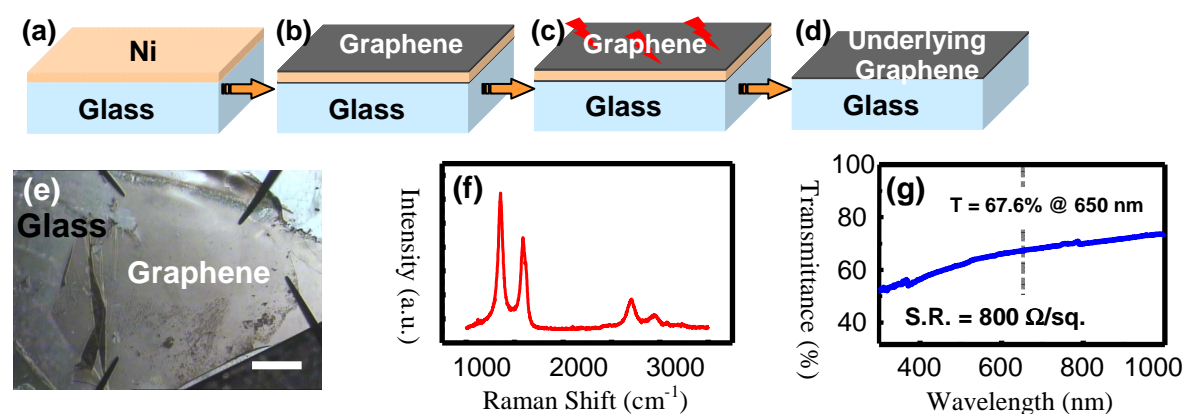 (a)
Ni
Glass
(b)
Graphene
Glass
(c)
Graphene
Glass
(d)
Underlying
Graphene
Glass
(e)
Glass
Graphene
(f)
Intensity (a.u.)
1000 2000 3000
Raman Shift (cm⁻¹)
(g)
Transmittance (%)
100
80
60
40
T = 67.6% @ 650 nm
S.R. = 800 Ω/sq.
400 600 800 1000
Wavelength (nm)